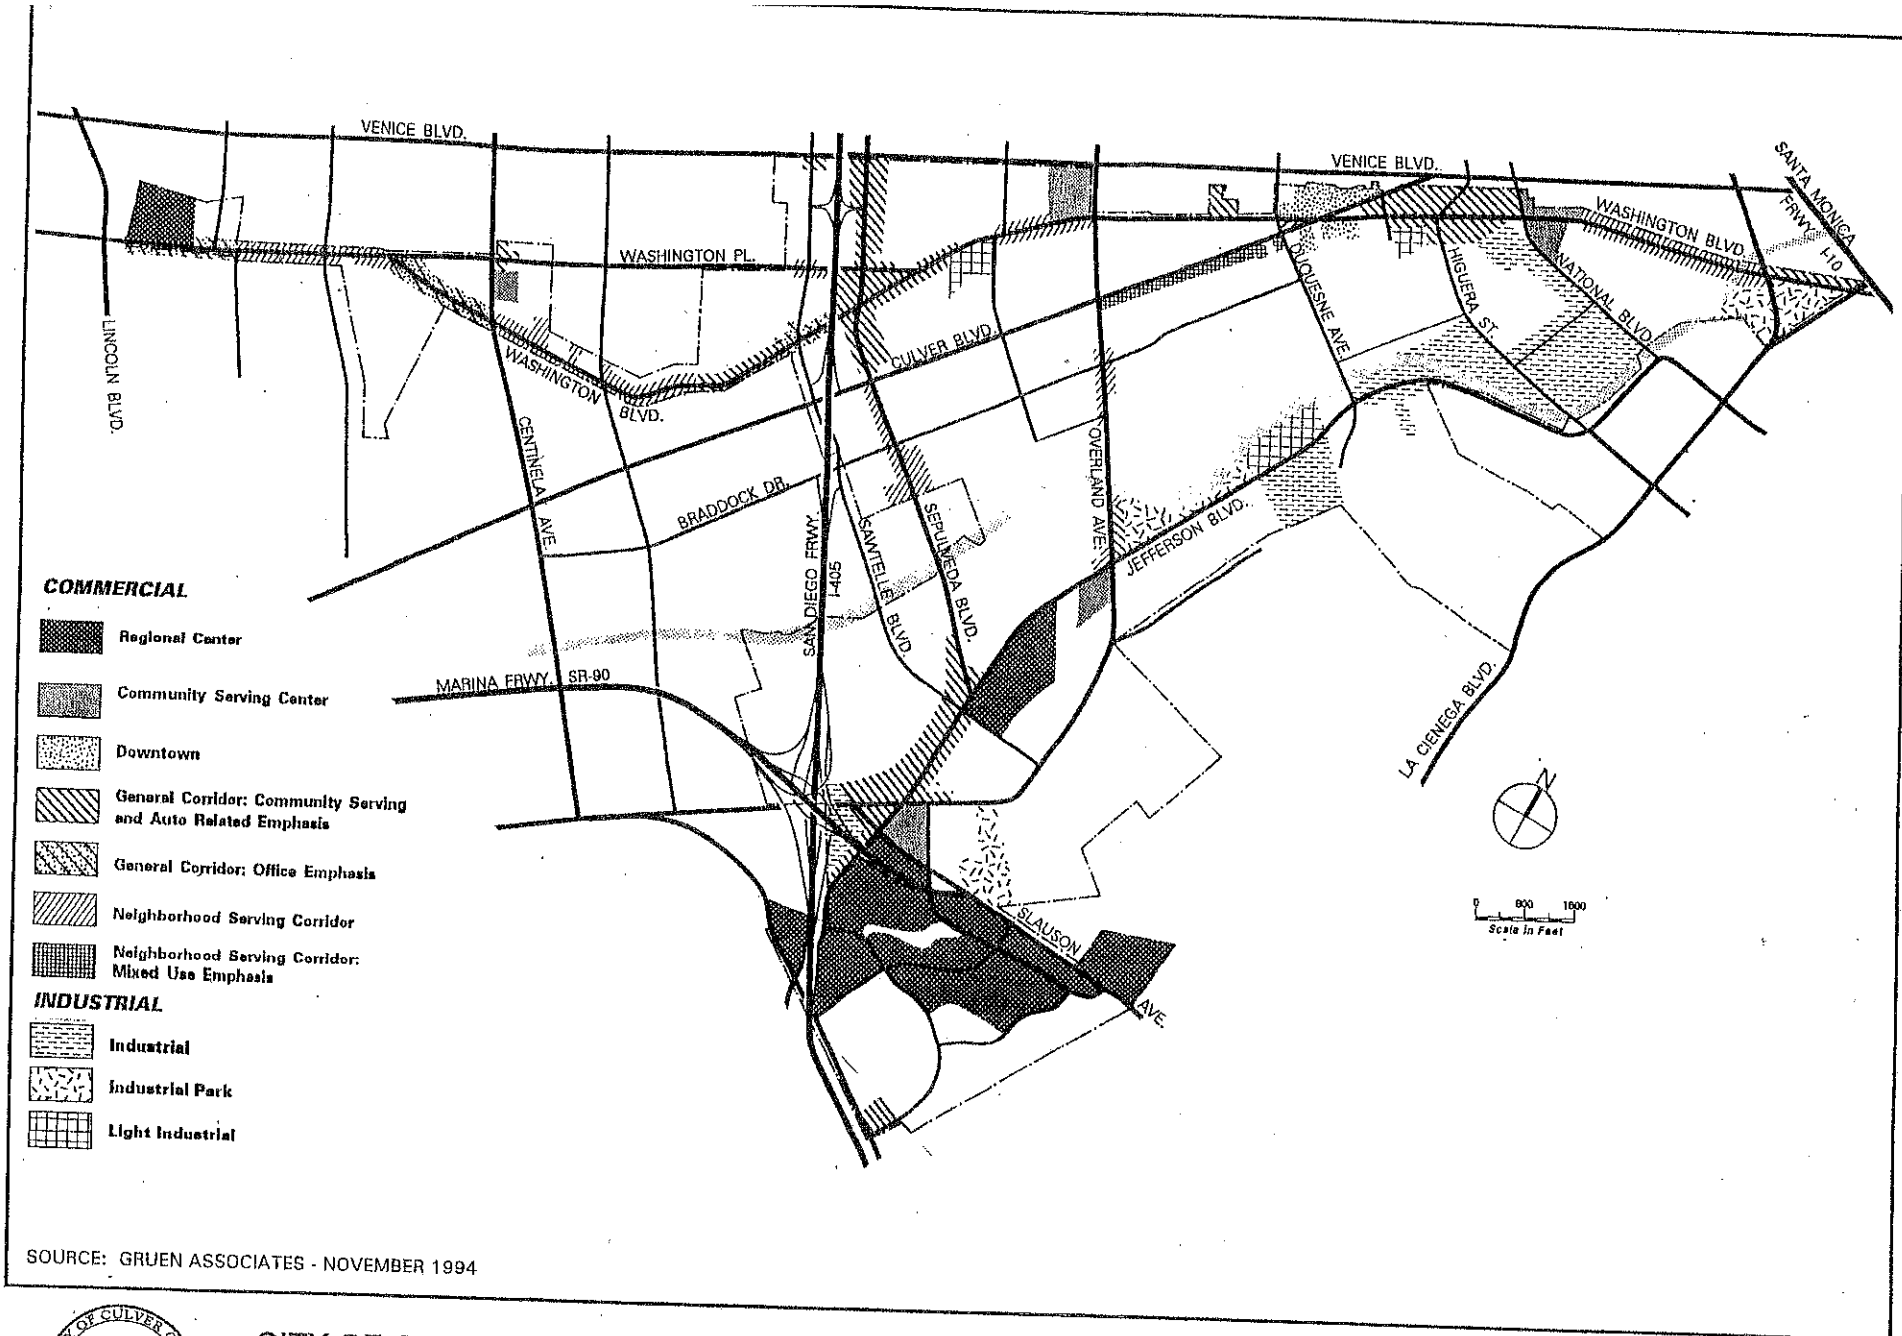 VENICE BLVD.
VENICE BLVD.
SANTA MONICA
FRWY I-10
WASHINGTON BLVD.
WASHINGTON PL.
DUQUESNE AVE.
HIGUERA ST.
NATIONAL BLVD.
LINCOLN BLVD.
WASHINGTON
BLVD.
CULVER BLVD.
CENTINELA AVE.
BRADDOCK DR.
SAN DIEGO FRWY.
I-405
SAWTELLE BLVD.
SEPULVEDA BLVD.
OVERLAND AVE.
JEFFERSON BLVD.
MARINA FRWY. SR-90
LA CIENEGA BLVD.
SLAUSON
AVE.
N
0 800 1600
Scale in Feet
COMMERCIAL
Regional Center
Community Serving Center
Downtown
General Corridor: Community Serving
and Auto Related Emphasis
General Corridor: Office Emphasis
Neighborhood Serving Corridor
Neighborhood Serving Corridor:
Mixed Use Emphasis
INDUSTRIAL
Industrial
Industrial Park
Light Industrial
SOURCE: GRUEN ASSOCIATES - NOVEMBER 1994
OF CULVER